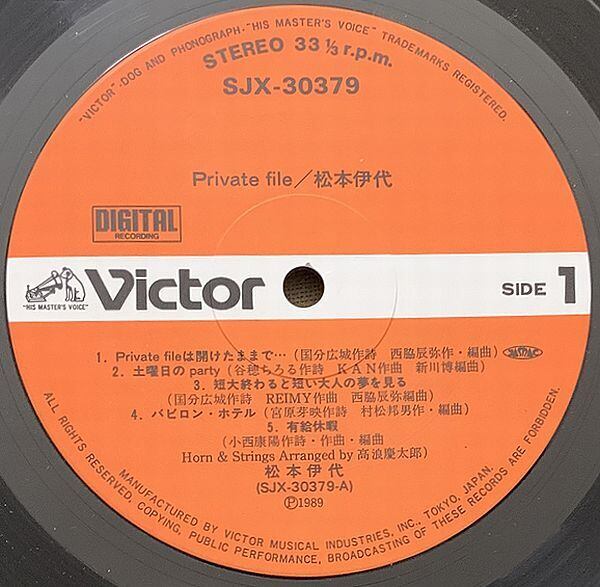 "VICTOR"-DOG AND PHONOGRAPH-"HIS MASTER'S VOICE" TRADEMARKS REGISTERED.
STEREO 33 1/3 r.p.m.
SJX-30379
Private file／松本伊代
DIGITAL
RECORDING
"HIS MASTER'S VOICE"
Victor
SIDE 1
1. Private fileは開けたままで…（国分広城作詩 西脇辰弥作・編曲）
JASRAC
2. 土曜日の party（谷穂ちろる作詩 KAN作曲 新川博編曲）
3. 短大終わると短い大人の夢を見る
（国分広城作詩 REIMY作曲 西脇辰弥編曲）
4. バビロン・ホテル（宮原芽映作詩 村松邦男作・編曲）
5. 有給休暇
（小西康陽作詩・作曲・編曲
Horn & Strings Arranged by 高浪慶太郎）
松本伊代
(SJX-30379-A)
Ⓟ1989
ALL RIGHTS RESERVED. COPYING, PUBLIC PERFORMANCE, BROADCASTING OF THESE RECORDS ARE FORBIDDEN.
MANUFACTURED BY VICTOR MUSICAL INDUSTRIES, INC., TOKYO, JAPAN.